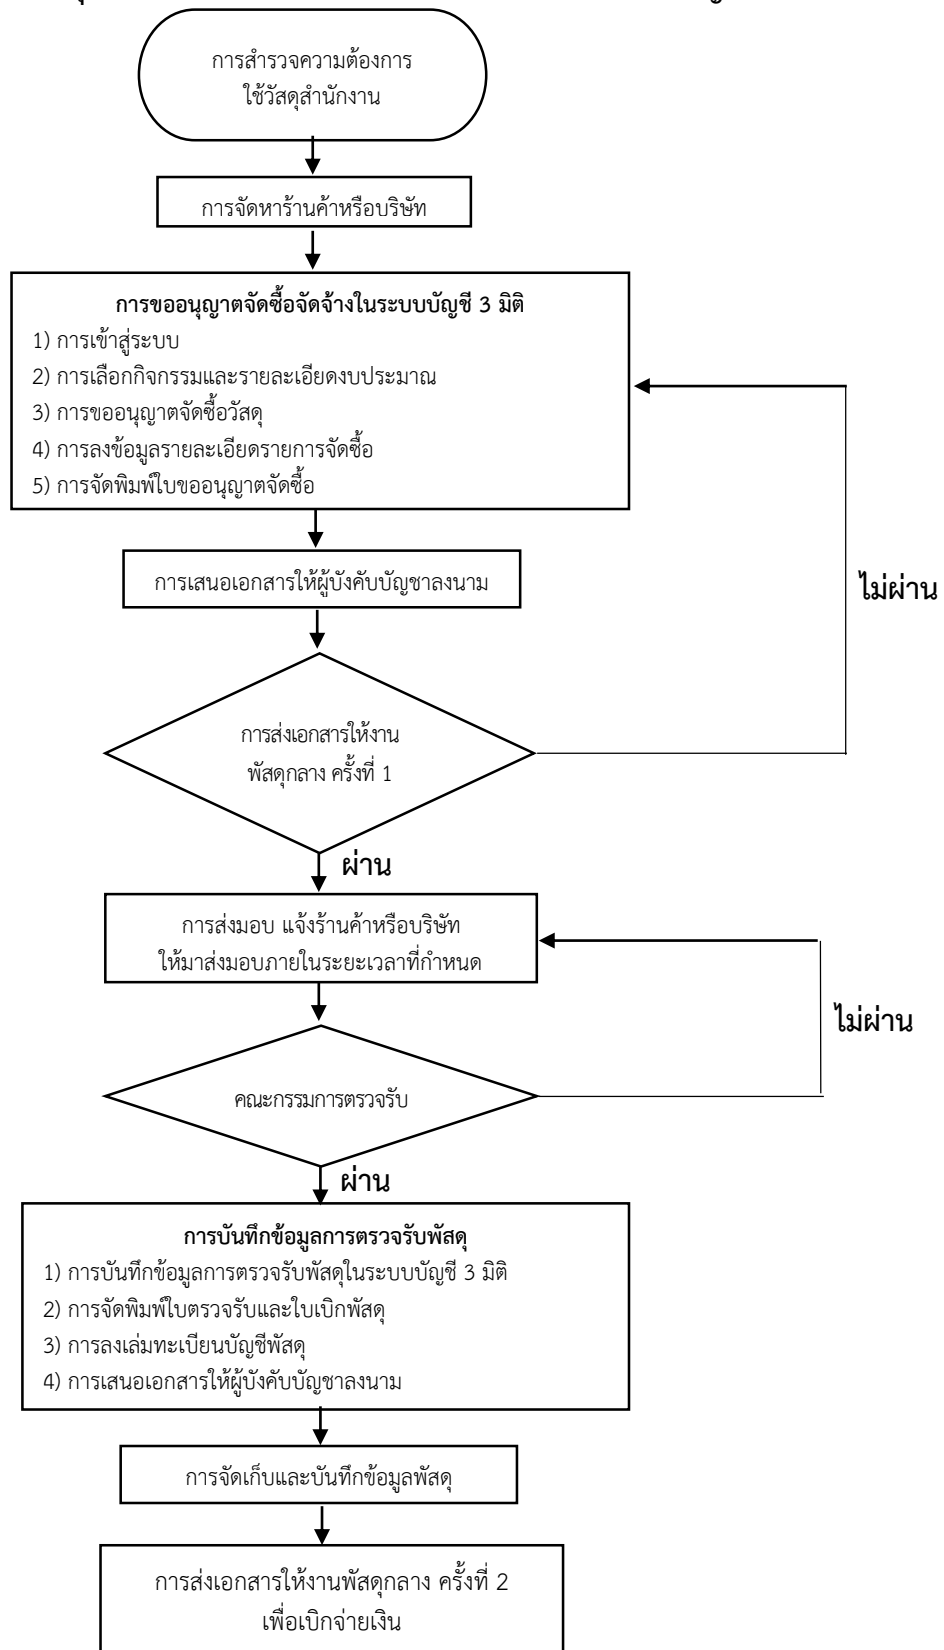 การสำรวจความต้องการ
ใช้วัสดุสำนักงาน
การจัดหาร้านค้าหรือบริษัท
การขออนุญาตจัดซื้อจัดจ้างในระบบบัญชี 3 มิติ
1) การเข้าสู่ระบบ
2) การเลือกกิจกรรมและรายละเอียดงบประมาณ
3) การขออนุญาตจัดซื้อวัสดุ
4) การลงข้อมูลรายละเอียดรายการจัดซื้อ
5) การจัดพิมพ์ใบขออนุญาตจัดซื้อ
การเสนอเอกสารให้ผู้บังคับบัญชาลงนาม
ไม่ผ่าน
การส่งเอกสารให้งาน
พัสดุกลาง ครั้งที่ 1
ผ่าน
การส่งมอบ แจ้งร้านค้าหรือบริษัท
ให้มาส่งมอบภายในระยะเวลาที่กำหนด
ไม่ผ่าน
คณะกรรมการตรวจรับ
ผ่าน
การบันทึกข้อมูลการตรวจรับพัสดุ
1) การบันทึกข้อมูลการตรวจรับพัสดุในระบบบัญชี 3 มิติ
2) การจัดพิมพ์ใบตรวจรับและใบเบิกพัสดุ
3) การลงเล่มทะเบียนบัญชีพัสดุ
4) การเสนอเอกสารให้ผู้บังคับบัญชาลงนาม
การจัดเก็บและบันทึกข้อมูลพัสดุ
การส่งเอกสารให้งานพัสดุกลาง ครั้งที่ 2
เพื่อเบิกจ่ายเงิน